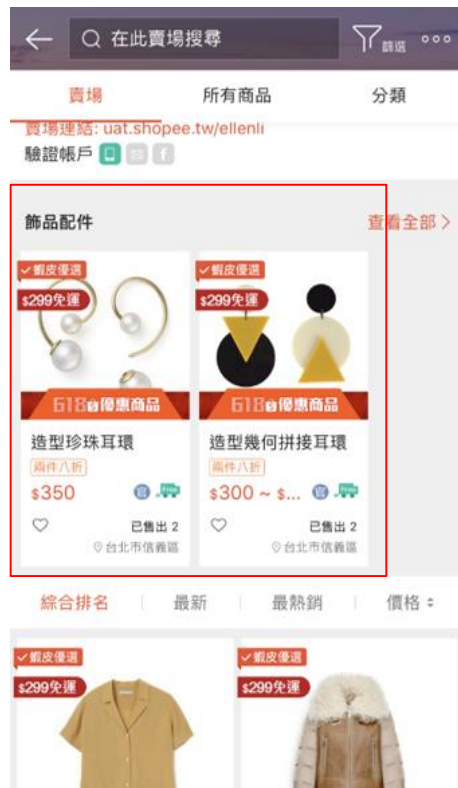 在此賣場搜尋
篩選
賣場
所有商品
分類
賣場連結: uat.shopee.tw/ellenli
驗證帳戶
飾品配件
查看全部 >
蝦皮優選
$299免運
618 優惠商品
造型珍珠耳環
兩件八折
$350
已售出 2
台北市信義區
蝦皮優選
$299免運
618 優惠商品
造型幾何拼接耳環
兩件八折
$300 ~ $...
已售出 2
台北市信義區
綜合排名
最新
最熱銷
價格
蝦皮優選
$299免運
蝦皮優選
$299免運